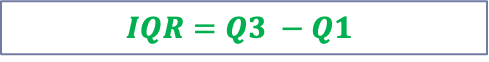 IQR = Q3 − Q1